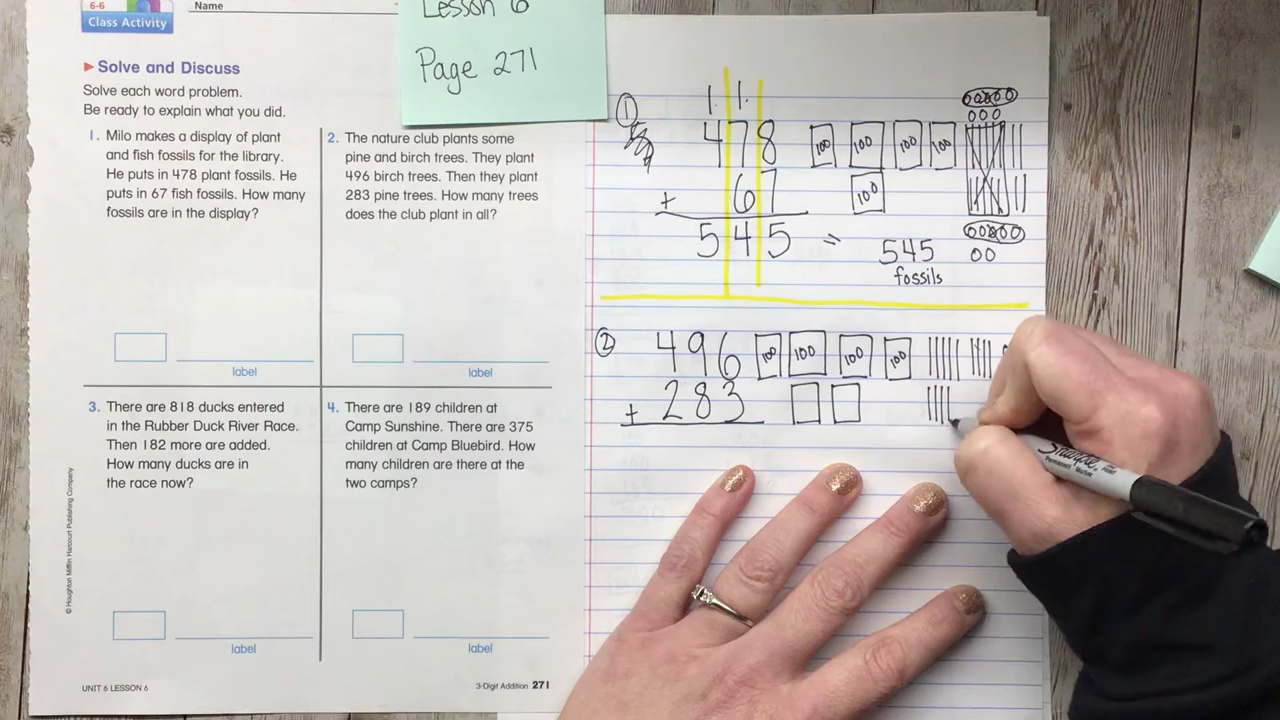 6-6
Class Activity
Name
Lesson 6
Page 271
Solve and Discuss
Solve each word problem.
Be ready to explain what you did.
1. Milo makes a display of plant
and fish fossils for the library.
He puts in 478 plant fossils. He
puts in 67 fish fossils. How many
fossils are in the display?
label
2. The nature club plants some
pine and birch trees. They plant
496 birch trees. Then they plant
283 pine trees. How many trees
does the club plant in all?
label
3. There are 818 ducks entered
in the Rubber Duck River Race.
Then 182 more are added.
How many ducks are in
the race now?
label
4. There are 189 children at
Camp Sunshine. There are 375
children at Camp Bluebird. How
many children are there at the
two camps?
label
© Houghton Mifflin Harcourt Publishing Company
UNIT 6 LESSON 6
3-Digit Addition 271
1
1 1
478 100 100 100 100
+ 67 100
545 = 545
fossils
2 496 100 100 100 100
+ 283
Sharpie